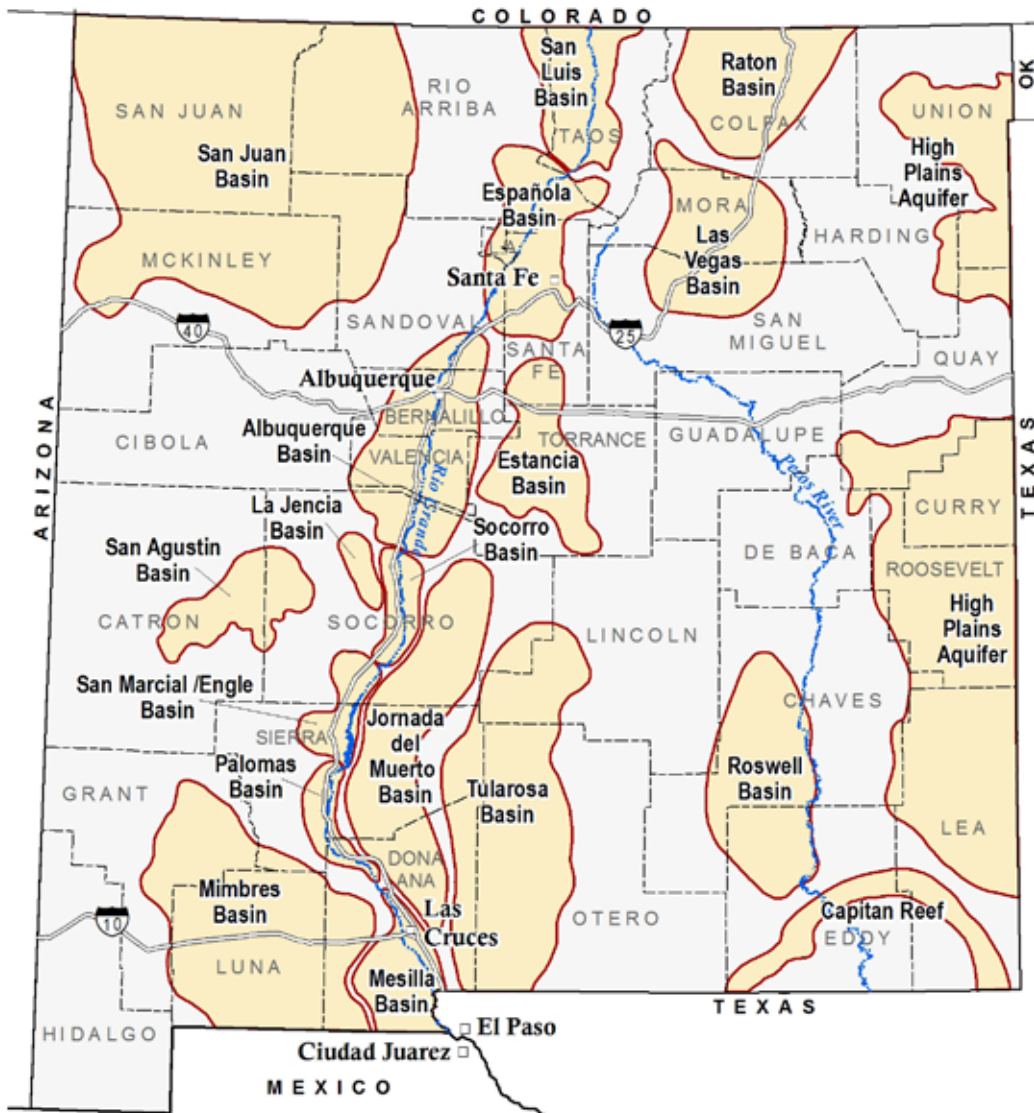 COLORADO
OK
SAN JUAN
RIO
ARRIBA
San
Luis
Basin
TAOS
Raton
Basin
COLFAX
UNION
High
Plains
Aquifer
San Juan
Basin
Española
Basin
MORA
Las
Vegas
Basin
HARDING
MCKINLEY
L A
Santa Fe
40
SANDOVAL
25
SAN
MIGUEL
SANTA
FE
QUAY
Albuquerque
BERNALILLO
ARIZONA
CIBOLA
Albuquerque
Basin
VALENCIA
Rio Grande
TORRANCE
Estancia
Basin
GUADALUPE
Pecos River
TEXAS
CURRY
La Jencia
Basin
Socorro
Basin
San Agustin
Basin
DE BACA
ROOSEVELT
High
Plains
Aquifer
CATRON
SOCORRO
LINCOLN
San Marcial /Engle
Basin
SIERRA
Jornada
del
Muerto
Basin
CHAVES
Palomas
Basin
Tularosa
Basin
Roswell
Basin
GRANT
LEA
DONA
ANA
Mimbres
Basin
Las
Cruces
10
OTERO
Capitan Reef
EDDY
LUNA
Mesilla
Basin
TEXAS
HIDALGO
El Paso
Ciudad Juarez
MEXICO